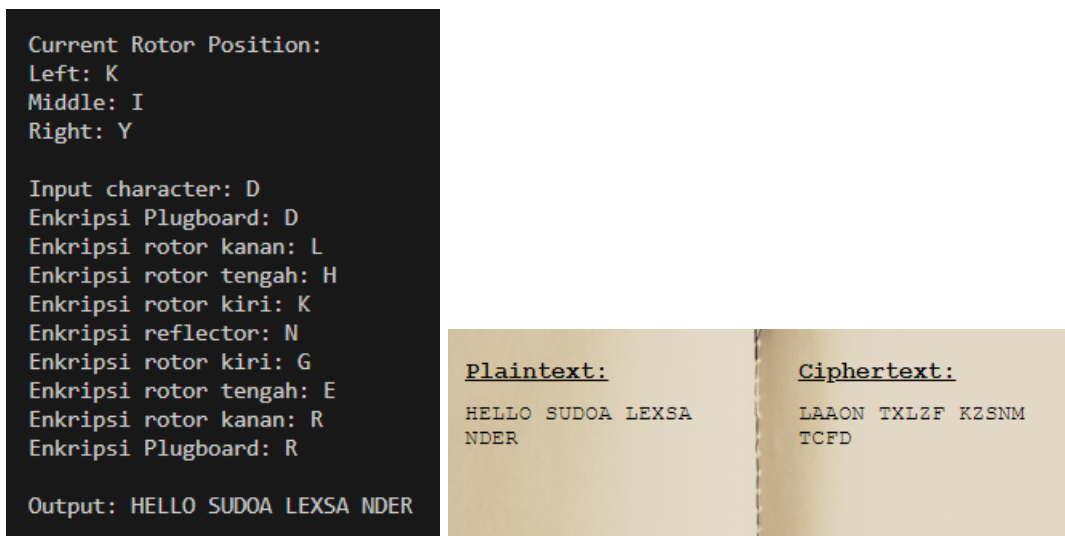 Current Rotor Position:
Left: K
Middle: I
Right: Y
Input character: D
Enkripsi Plugboard: D
Enkripsi rotor kanan: L
Enkripsi rotor tengah: H
Enkripsi rotor kiri: K
Enkripsi reflector: N
Enkripsi rotor kiri: G
Enkripsi rotor tengah: E
Enkripsi rotor kanan: R
Enkripsi Plugboard: R
Output: HELLO SUDOA LEXSA NDER
Plaintext:
HELLO SUDOA LEXSA
NDER
Ciphertext:
LAAON TXLZF KZSNM
TCFD